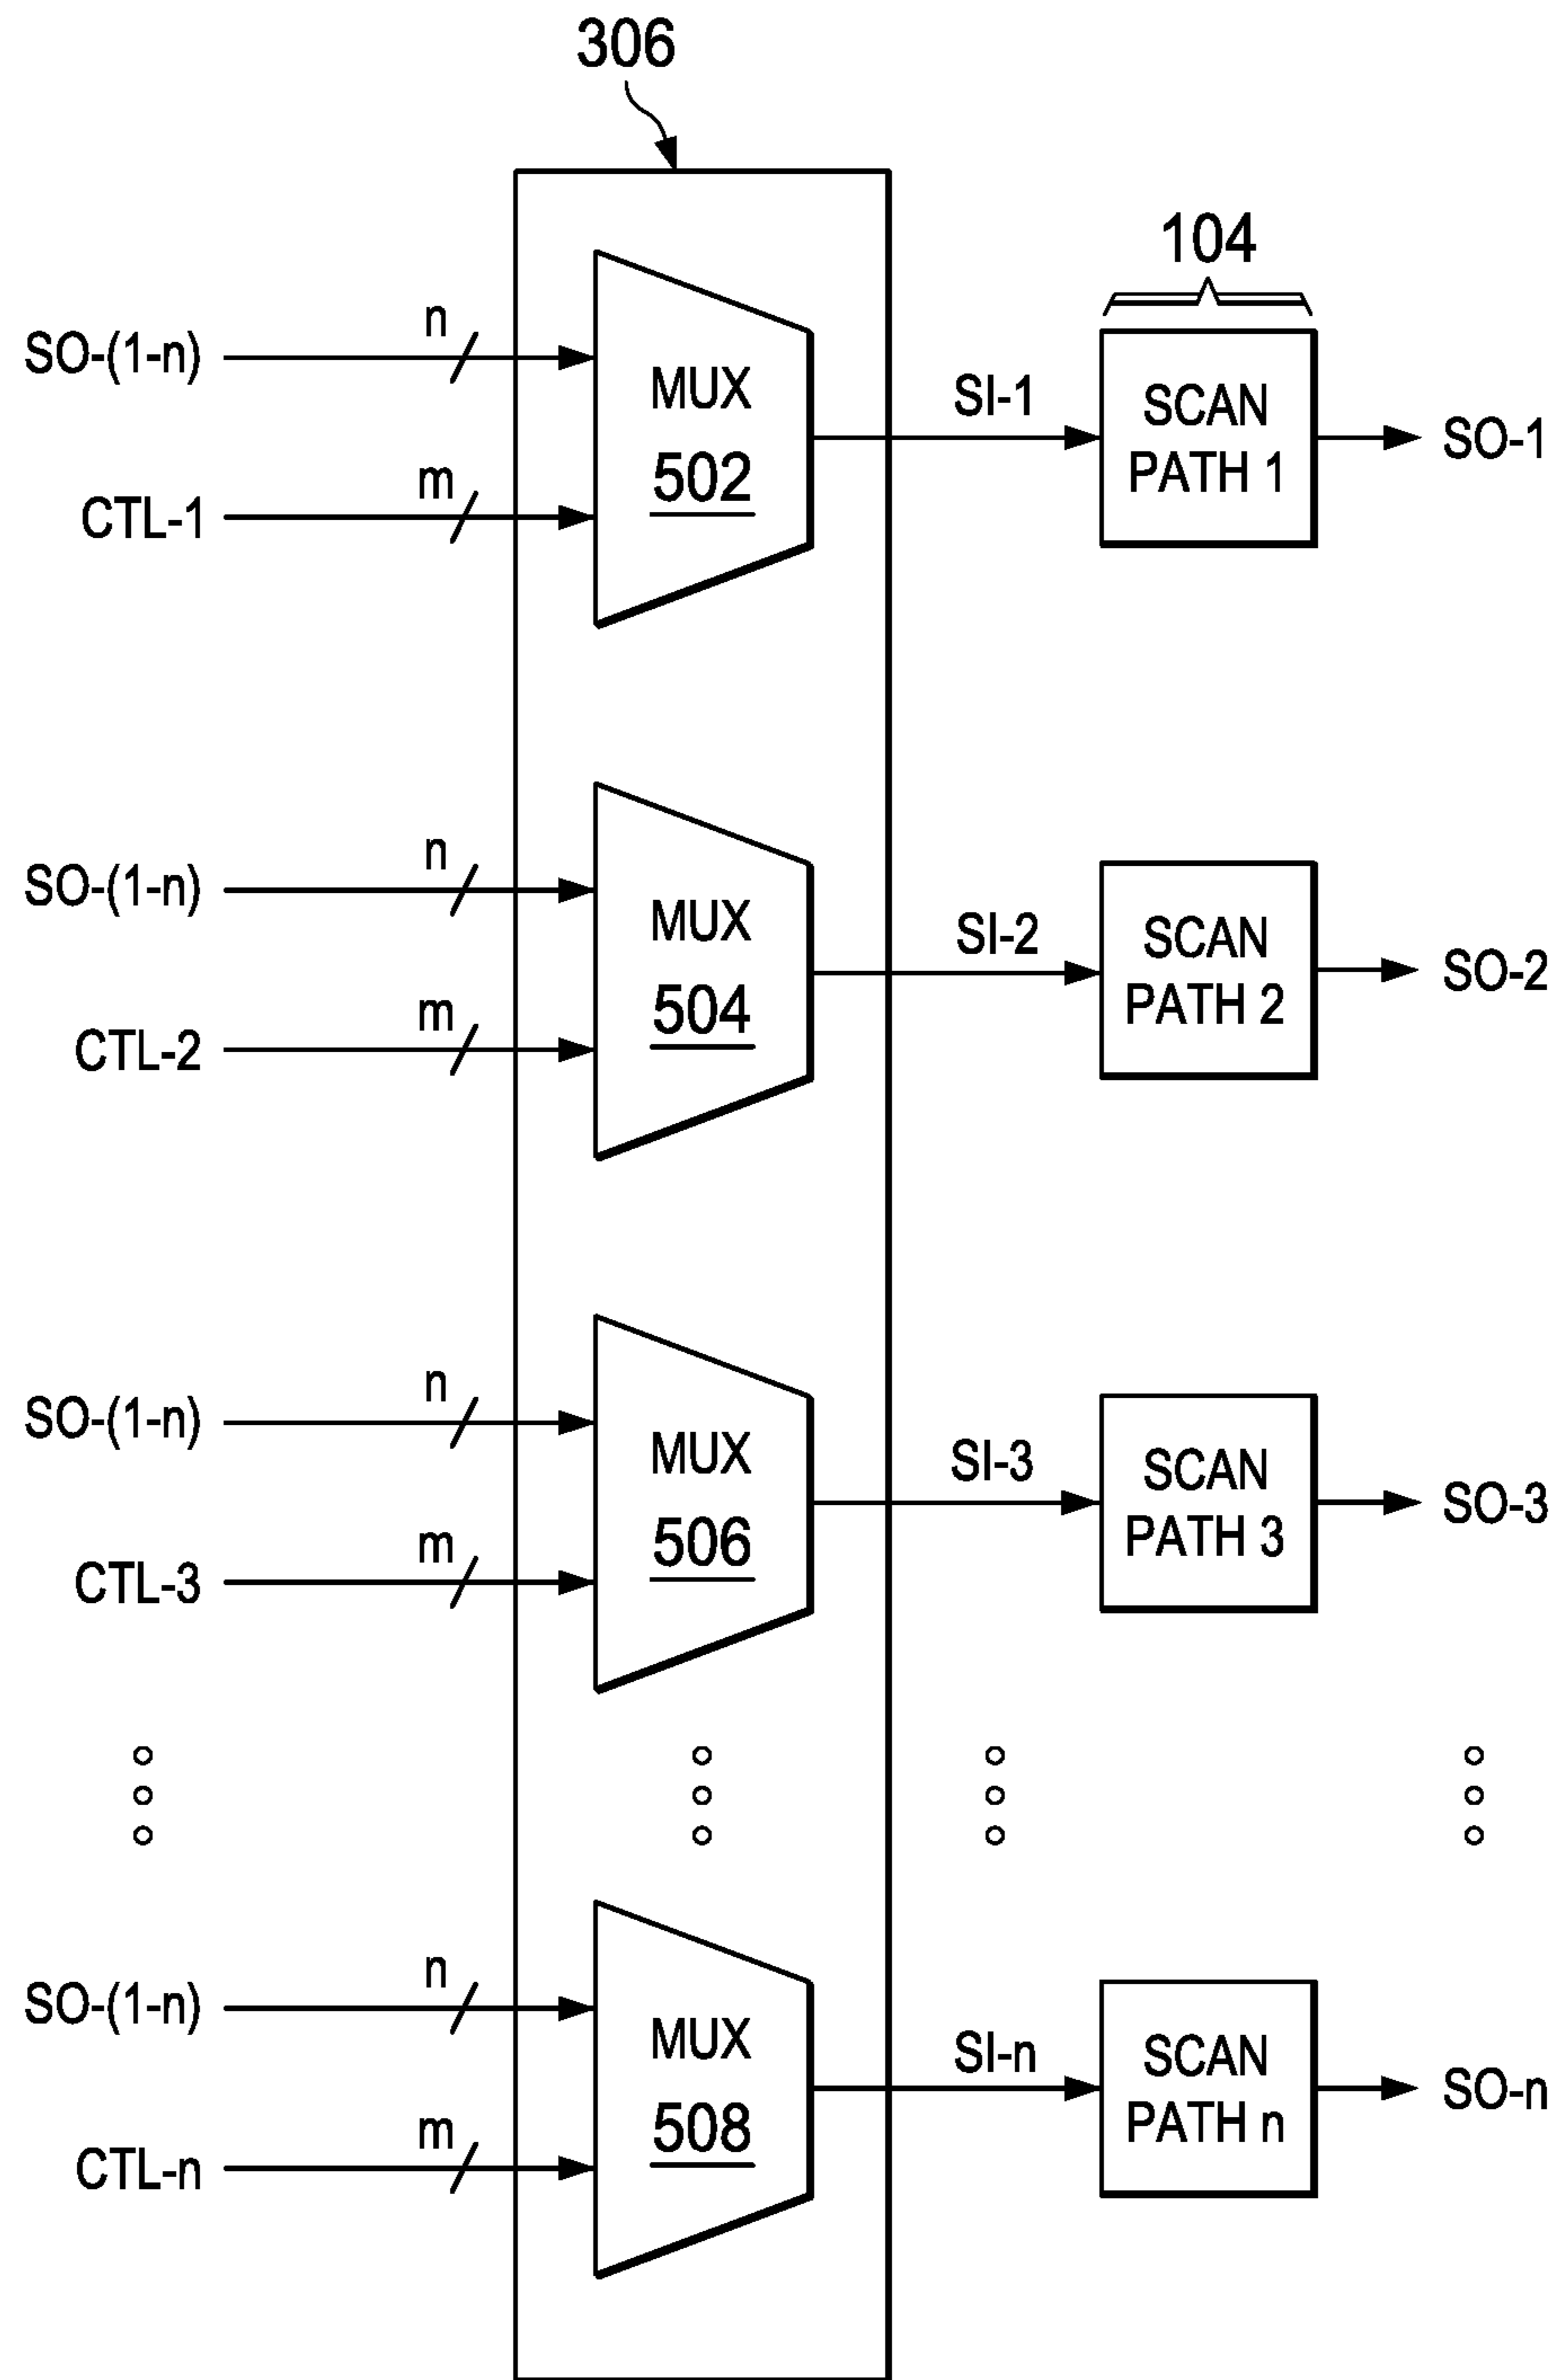 306
104
n
SO-(1-n)
MUX
502
m
CTL-1
SI-1
SCAN
PATH 1
SO-1
n
SO-(1-n)
MUX
504
m
CTL-2
SI-2
SCAN
PATH 2
SO-2
n
SO-(1-n)
MUX
506
m
CTL-3
SI-3
SCAN
PATH 3
SO-3
n
SO-(1-n)
MUX
508
m
CTL-n
SI-n
SCAN
PATH n
SO-n